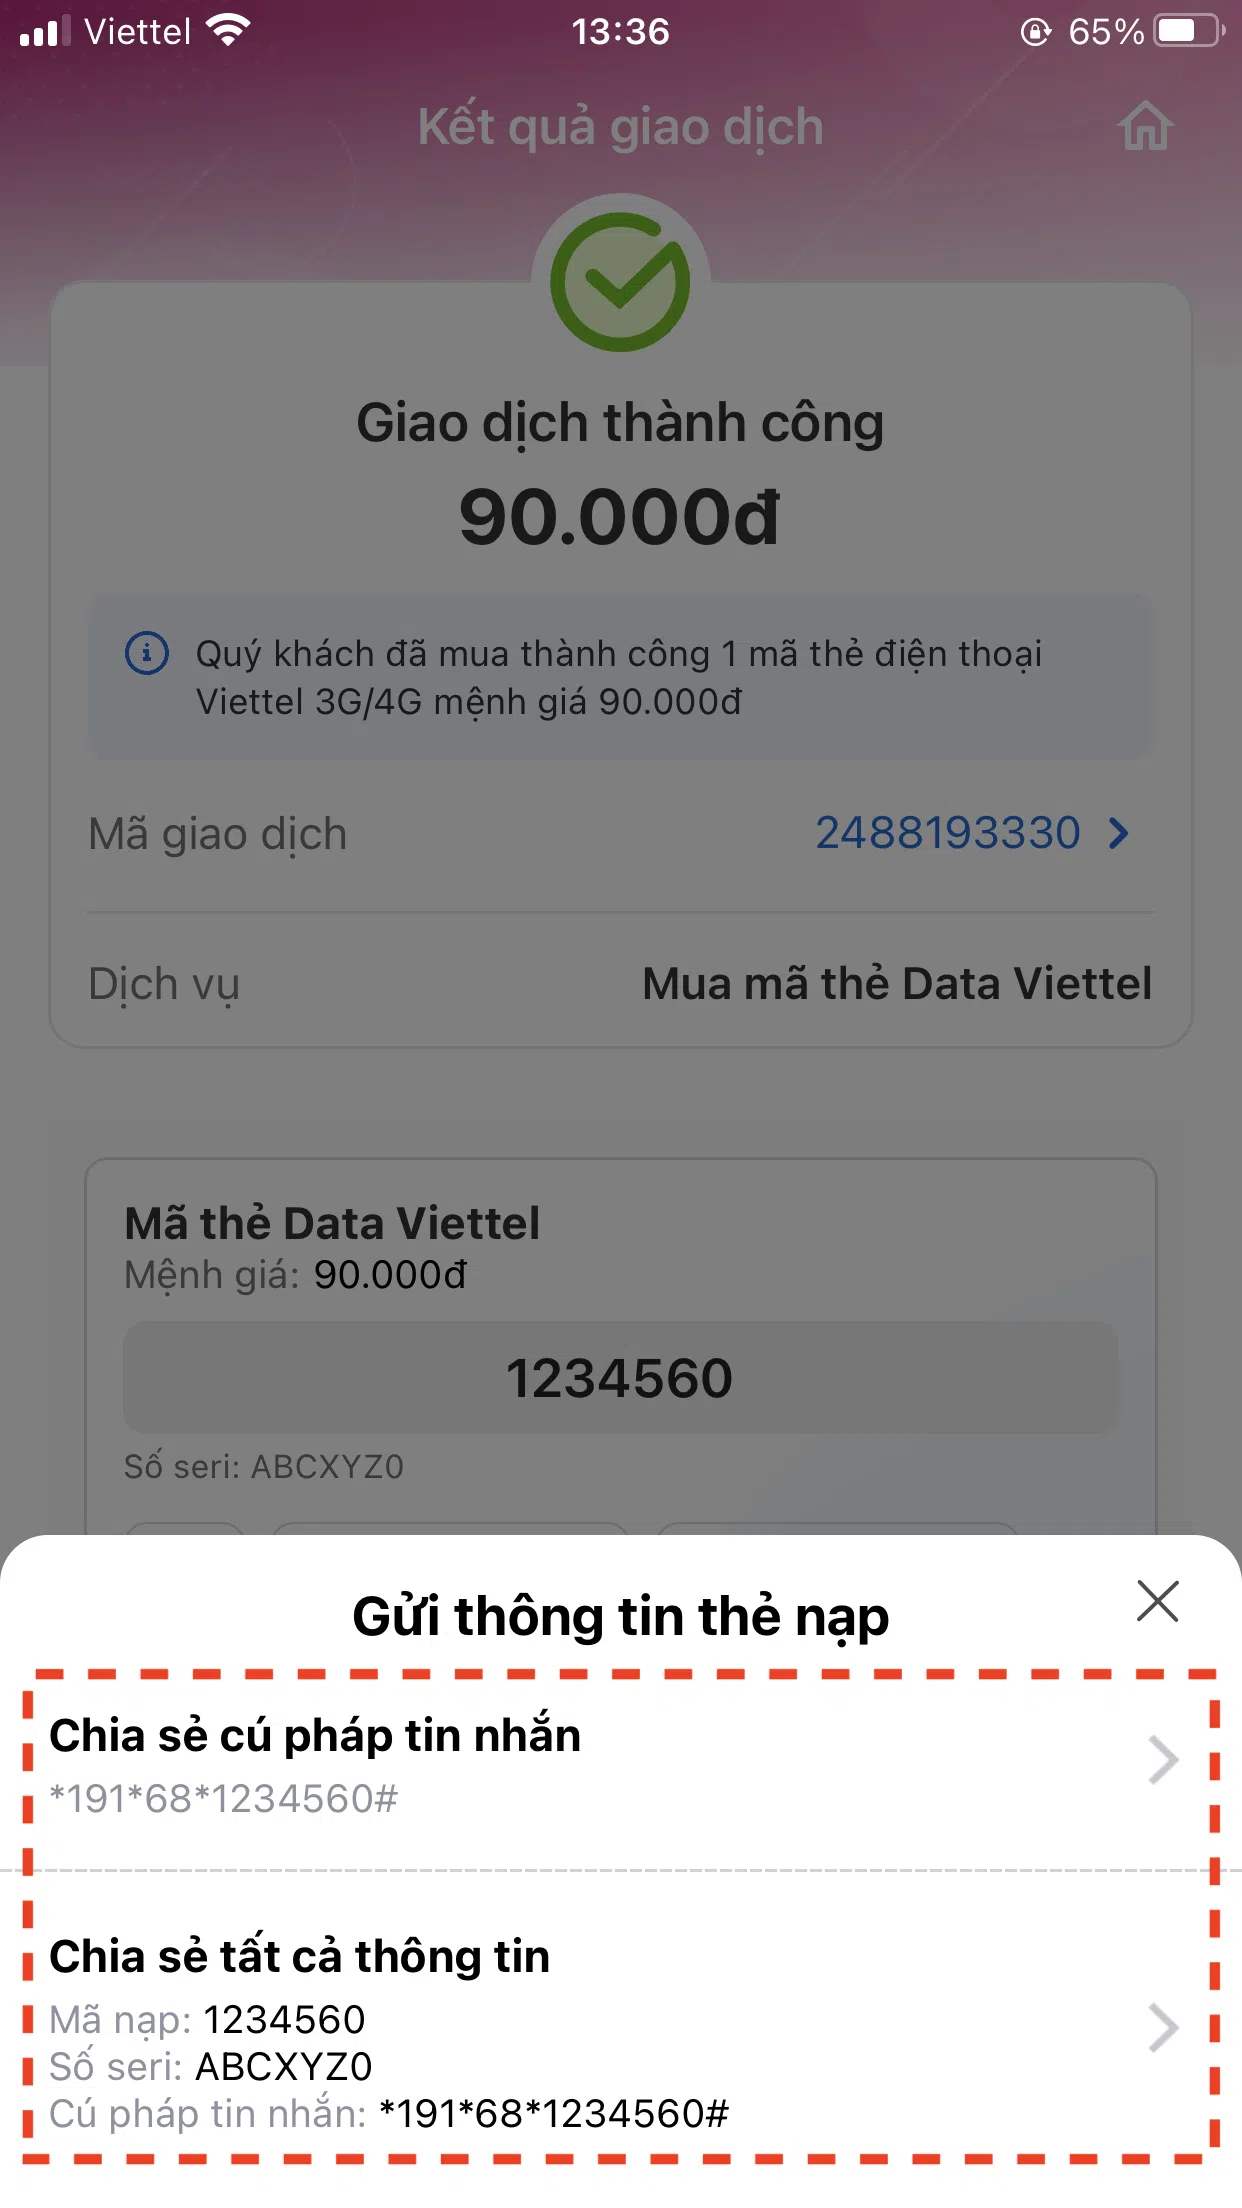 Viettel 13:36 65%
Kết quả giao dịch
Giao dịch thành công
90.000đ
Quý khách đã mua thành công 1 mã thẻ điện thoại
Viettel 3G/4G mệnh giá 90.000đ
Mã giao dịch 2488193330
Dịch vụ Mua mã thẻ Data Viettel
Mã thẻ Data Viettel
Mệnh giá: 90.000đ
1234560
Số seri: ABCXYZ0
Gửi thông tin thẻ nạp
Chia sẻ cú pháp tin nhắn
*191*68*1234560#
Chia sẻ tất cả thông tin
Mã nạp: 1234560
Số seri: ABCXYZ0
Cú pháp tin nhắn: *191*68*1234560#